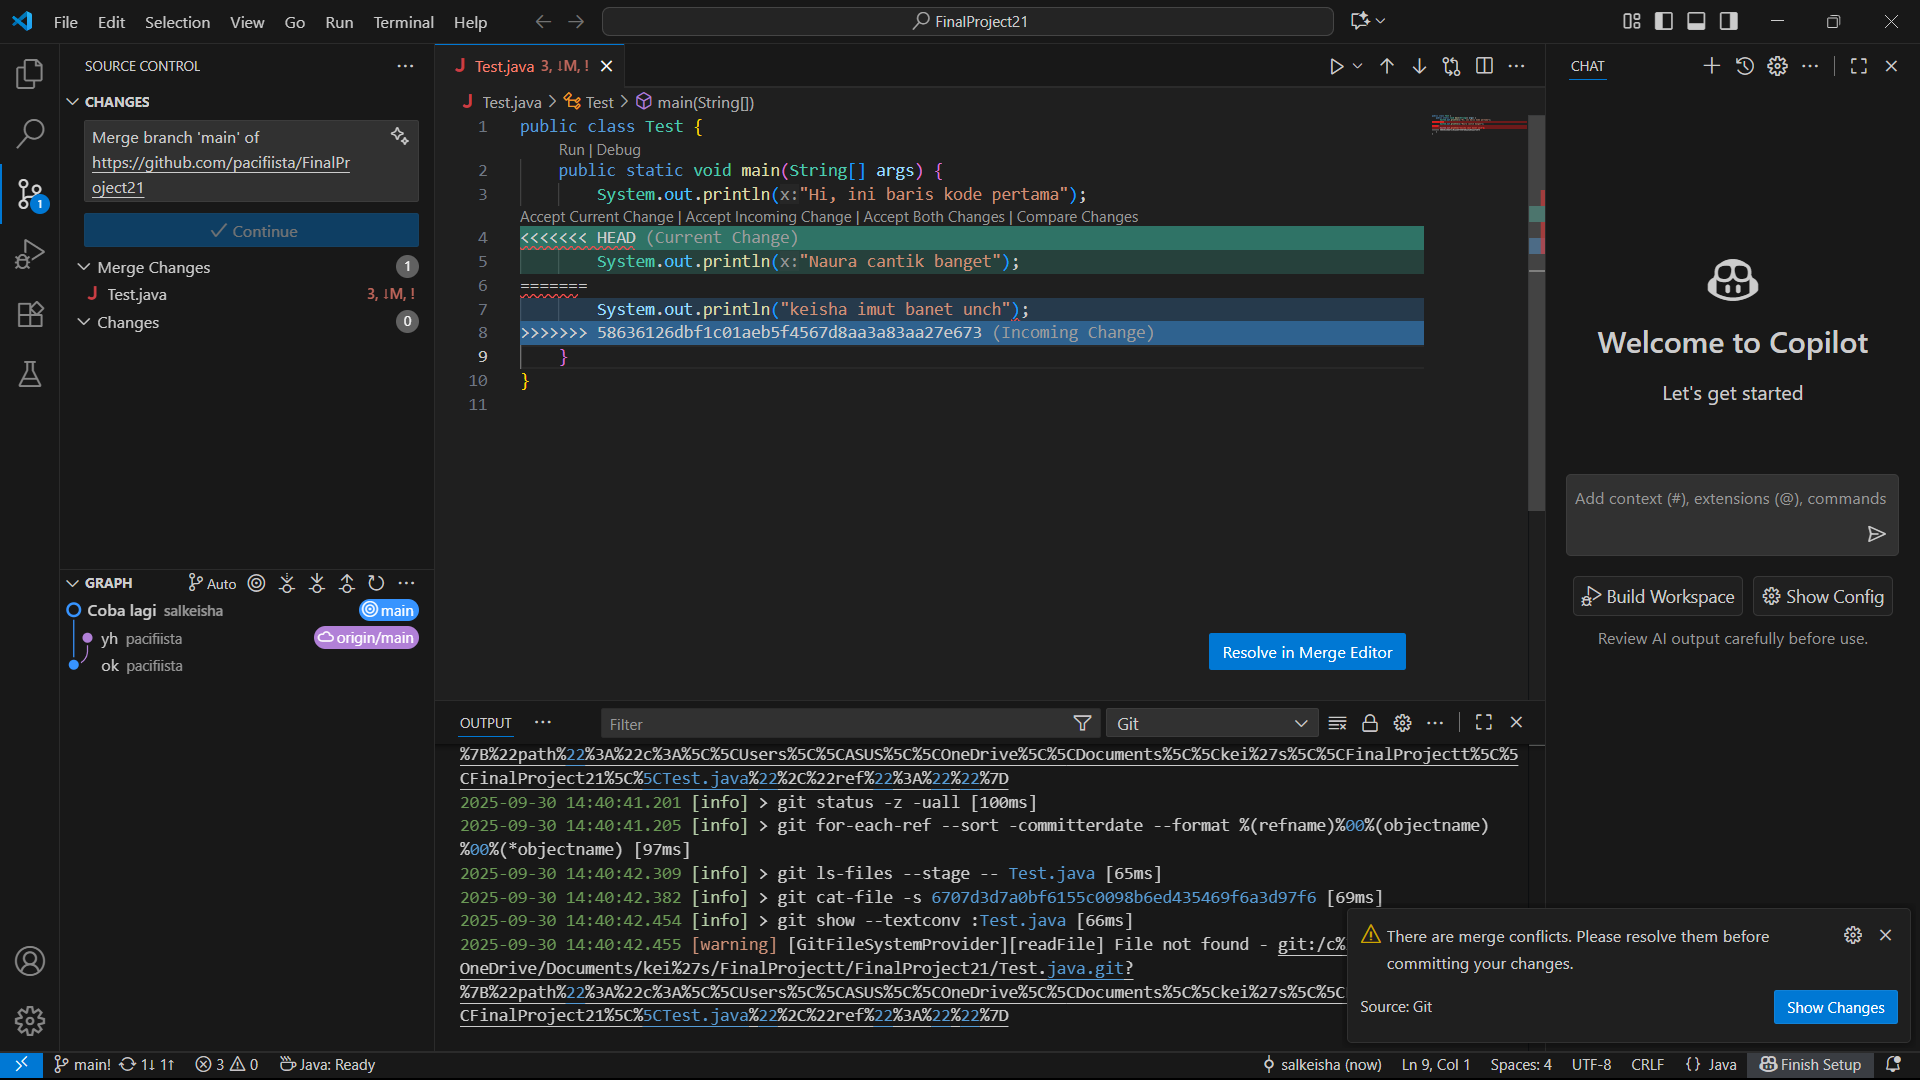 File Edit Selection View Go Run Terminal Help
FinalProject21
SOURCE CONTROL
CHANGES
Merge branch 'main' of
https://github.com/pacifiista/FinalPr
oject21
Continue
1
Merge Changes 1
Test.java 3, ↓M, !
Changes 0
GRAPH Auto
Coba lagi salkeisha main
yh pacifiista origin/main
ok pacifiista
Test.java 3, ↓M, !
Test.java > Test > main(String[])
1 public class Test {
Run | Debug
2 public static void main(String[] args) {
3 System.out.println(x:"Hi, ini baris kode pertama");
Accept Current Change | Accept Incoming Change | Accept Both Changes | Compare Changes
4 <<<<<<< HEAD (Current Change)
5 System.out.println(x:"Naura cantik banget");
6 =======
7 System.out.println("keisha imut banet unch");
8 >>>>>>> 58636126dbf1c01aeb5f4567d8aa3a83aa27e673 (Incoming Change)
9 }
10 }
11
Resolve in Merge Editor
OUTPUT Filter Git
%7B%22path%22%3A%22c%3A%5C%5CUsers%5C%5CASUS%5C%5COneDrive%5C%5CDocuments%5C%5Ckei%27s%5C%5CFinalProjectt%5C%5
CFinalProject21%5C%5CTest.java%22%2C%22ref%22%3A%22%22%7D
2025-09-30 14:40:41.201 [info] > git status -z -uall [100ms]
2025-09-30 14:40:41.205 [info] > git for-each-ref --sort -committerdate --format %(refname)%00%(objectname)
%00%(*objectname) [97ms]
2025-09-30 14:40:42.309 [info] > git ls-files --stage -- Test.java [65ms]
2025-09-30 14:40:42.382 [info] > git cat-file -s 6707d3d7a0bf6155c0098b6ed435469f6a3d97f6 [69ms]
2025-09-30 14:40:42.454 [info] > git show --textconv :Test.java [66ms]
2025-09-30 14:40:42.455 [warning] [GitFileSystemProvider][readFile] File not found - git:/c%
OneDrive/Documents/kei%27s/FinalProjectt/FinalProject21/Test.java.git?
%7B%22path%22%3A%22c%3A%5C%5CUsers%5C%5CASUS%5C%5COneDrive%5C%5CDocuments%5C%5Ckei%27s%5C%5C
CFinalProject21%5C%5CTest.java%22%2C%22ref%22%3A%22%22%7D
CHAT
Welcome to Copilot
Let's get started
Add context (#), extensions (@), commands
Build Workspace Show Config
Review AI output carefully before use.
There are merge conflicts. Please resolve them before
committing your changes.
Source: Git
Show Changes
main! 1↓ 1↑ 3 0 Java: Ready
salkeisha (now) Ln 9, Col 1 Spaces: 4 UTF-8 CRLF {} Java Finish Setup